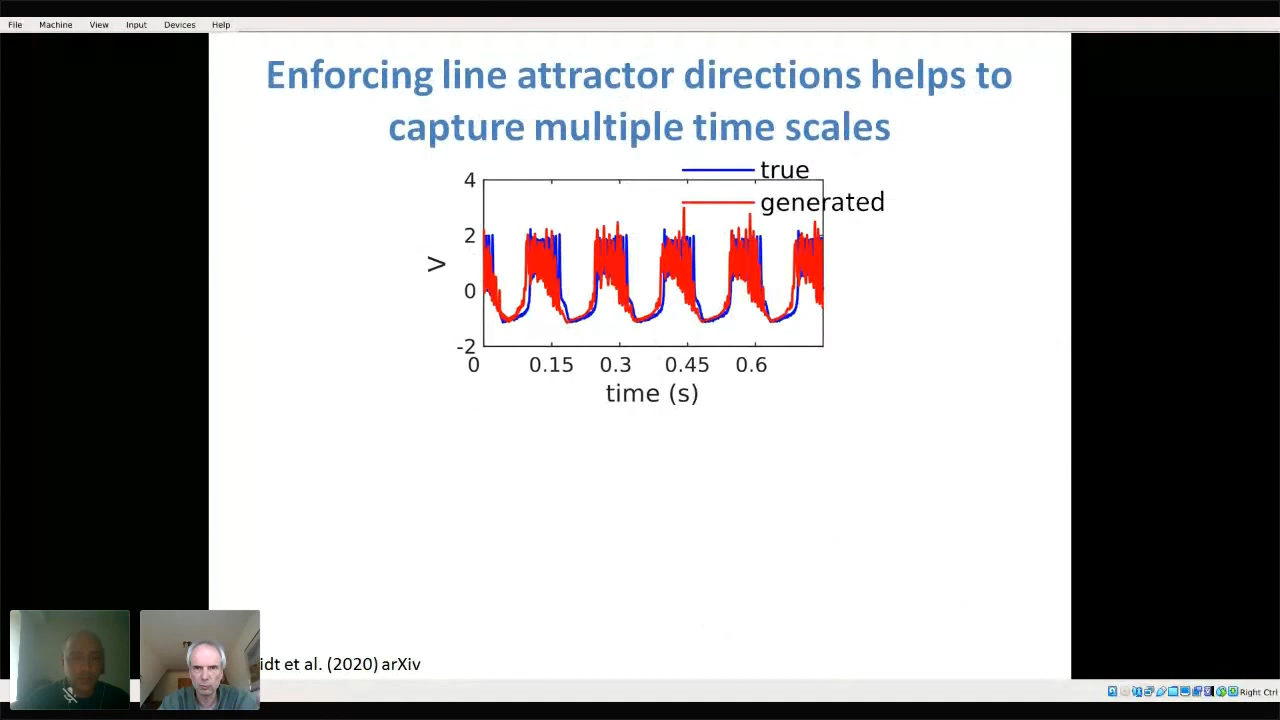 File Machine View Input Devices Help
Enforcing line attractor directions helps to
capture multiple time scales
true
generated
4
2
0
-2
V
0 0.15 0.3 0.45 0.6
time (s)
idt et al. (2020) arXiv
Right Ctrl